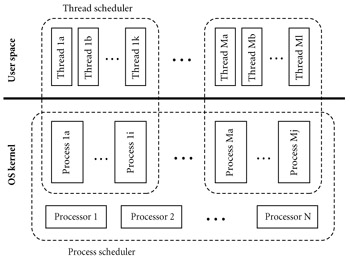 Thread scheduler
User space
Thread 1a
Thread 1b
...
Thread 1k
...
Thread Ma
Thread Mb
...
Thread Ml
OS kernel
Process 1a
...
Process 1i
...
Process Ma
...
Process Mj
Processor 1
Processor 2
...
Processor N
Process scheduler